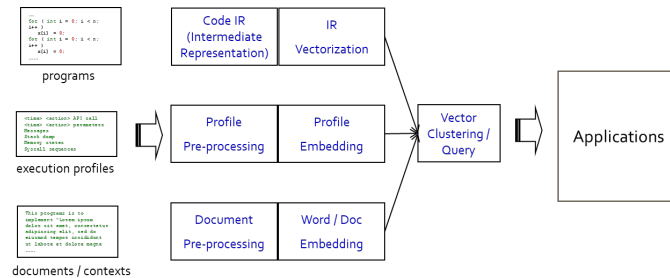 ...
for ( int i = 0; i < n;
i++ )
a[i] = 0;
for ( int i = 0; i < n;
i++ )
a[i] = 0;
......
programs
Code IR
(Intermediate
Representation)
IR
Vectorization
<time> <action> API call
<time> <action> parameters
Messages
Stack dump
Memory states
Syscall sequences
execution profiles
Profile
Pre-processing
Profile
Embedding
Vector
Clustering /
Query
Applications
This programs is to
implement "Lorem ipsum
dolor sit amet, consectetur
adipiscing elit, sed do
eiusmod tempor incididunt
ut labore et dolore magna
......
documents / contexts
Document
Pre-processing
Word / Doc
Embedding